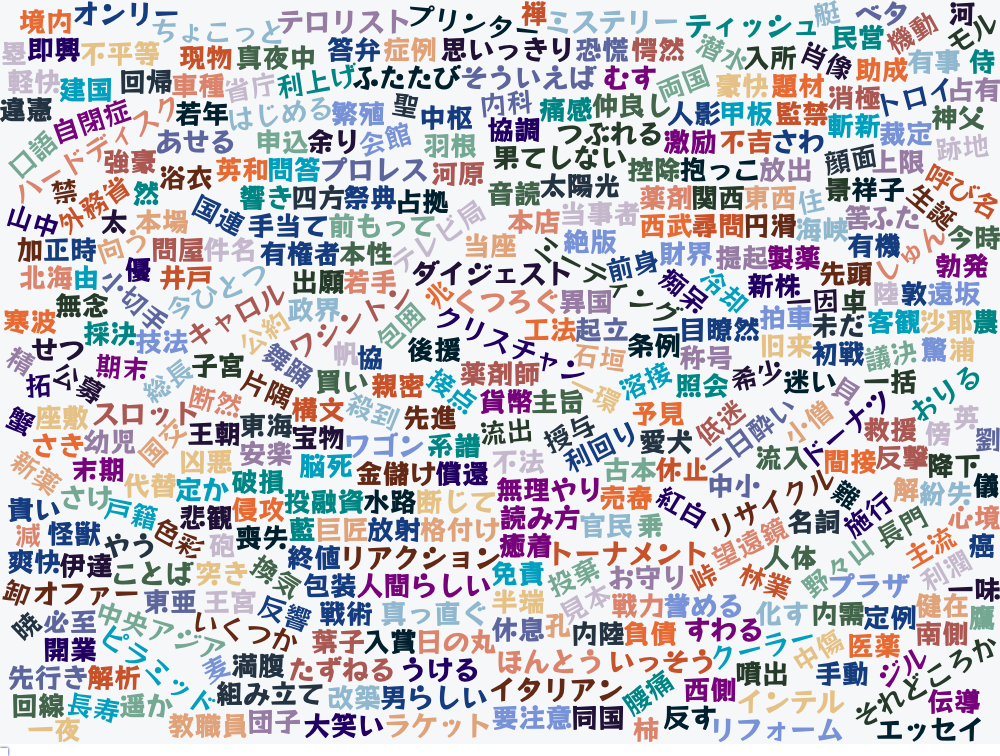 境内 オンリー ちょこっと テロリスト プリンター 禅 ミステリー ティッシュ 艇 ベタ 河 モル
塁 即興 不平等 現物 真夜中 答弁 症例 思いっきり 恐慌 愕然 潜水 入所 肖像 民営 機動 助成 有事 侍
軽快 建国 回帰 車種 省庁 利上げ ふたたび そういえば むす 両国 豪快 題材 消極 トロイ 占有
違憲 自閉症 ハードディスク 若年 はじめる 繁殖 聖 中枢 内科 痛感 仲良し 人影 甲板 監禁 斬新 裁定 神父
口語 あせる 申込 余り 会館 羽根 協調 つぶれる 激励 不吉 さわ 跡地
強豪 浴衣 英和 問答 プロレス 河原 果てしない 控除 抱っこ 放出 顔面 上限 呼び名
禁 外務省 然 響き 四方 祭典 占拠 音読 太陽光 薬剤 関西 東西 住 景 祥子 生誕
山中 太 本場 国連 手当て 前もって テレビ局 本店 当事者 西武 尋問 円滑 海峡 答 ふた じゅん 今時
加 正時 向う 問屋 件名 有権者 本性 当座 ミーティング 絶版 財界 提起 製薬 有機 勃発
北海 由 優 井戸 今ひとつ 出願 若手 ダイジェスト 前身 痴呆 冷却 新株 先頭 陸 敦 遠坂
無念 小切手 キャロル 政界 ワシントン 兆 くつろぐ 異国 一因 卓
寒波 採決 技法 公約 包囲 クリスチャン 工法 起立 一目瞭然 拍車 未だ 客観 沙耶 農
精 せつ 期末 子宮 舞踊 帆 協 後援 石垣 条例 称号 旧来 初戦 議決 驚 浦
拓 公募 総長 断然 片隅 買い 親密 接点 薬剤師 一環 溶接 照会 希少 迷い 貝 一括 おりる
蟹 座敷 スロット 構文 殺到 先進 貨幣 主旨 予見 低迷 二日酔い 小僧 ドーナツ 救援 傍 英 劉
さき 幼児 国交 王朝 東海 宝物 ワゴン 系譜 流出 授与 利回り 愛犬 流入 間接 反撃 降下
新薬 末期 凶悪 安楽 脳死 金儲け 償還 不法 古本 休止 中小 儀
貴い さけ 代替 定か 破損 投融資 水路 断じて 無理やり 売春 紅白 リサイクル 難 解 紛失
減 怪獣 戸籍 色彩 悲観 侵攻 藍 巨匠 放射 格付け 読み方 官民 乗 望遠鏡 名詞 施行 長門 心境
爽快 伊達 やう 砲 喪失 終値 リアクション 癒着 トーナメント 人体 野々山 主流 利潤 癌
卸 オファー ことば 突き 換気 包装 人間らしい 免責 投棄 お守り 峠 林業 プラザ 一味
暁 必至 中央アジア 東亜 王宮 反響 戦術 真っ直ぐ 半端 見本 戦力 誉める 化す 内需 定例 健在 鷹
開業 ピラミット いくつか 葉子 入賞 日の丸 休息 孔 内陸 負債 すわる クーラー 中傷 医薬 南側
先行き 解析 麦 満腹 たずねる うける ほんとう いっそう 噴出 手動 ジル それどころか
回線 長寿 遥か 組み立て 改築 男らしい イタリアン 腰痛 西側 インテル 伝導
一夜 教職員 団子 大笑い ラケット 要注意 同国 柿 反す リフォーム エッセイ